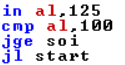 in al,125
cmp al,100
jge soi
jl start